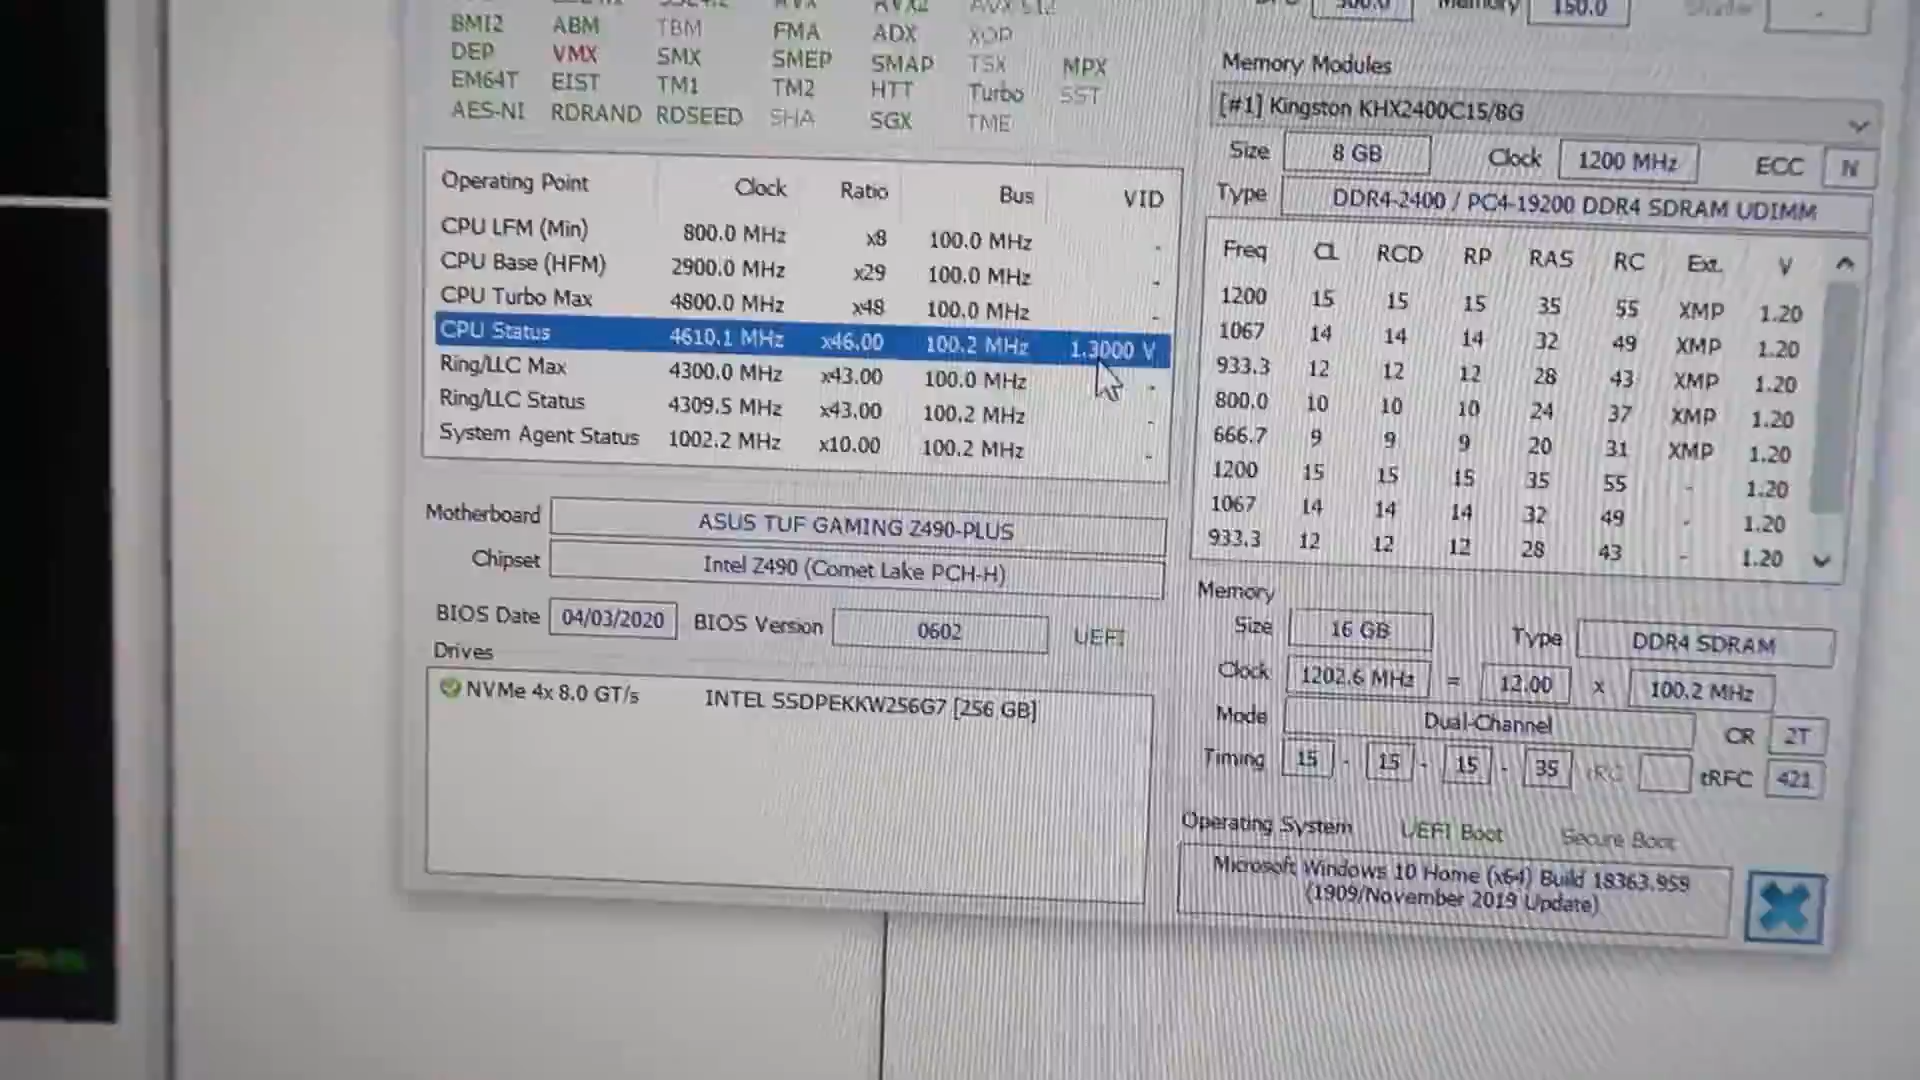 BMI2 ABM TBM FMA ADX XOP
DEP VMX SMX SMEP SMAP TSX MPX
EM64T EIST TM1 TM2 HTT Turbo SST
AES-NI RDRAND RDSEED SHA SGX TME
Operating Point Clock Ratio Bus VID
CPU LFM (Min) 800.0 MHz x8 100.0 MHz -
CPU Base (HFM) 2900.0 MHz x29 100.0 MHz -
CPU Turbo Max 4800.0 MHz x48 100.0 MHz -
CPU Status 4610.1 MHz x46.00 100.2 MHz 1.3000 V
Ring/LLC Max 4300.0 MHz x43.00 100.0 MHz -
Ring/LLC Status 4309.5 MHz x43.00 100.2 MHz -
System Agent Status 1002.2 MHz x10.00 100.2 MHz -
Motherboard ASUS TUF GAMING Z490-PLUS
Chipset Intel Z490 (Comet Lake PCH-H)
BIOS Date 04/03/2020 BIOS Version 0602 UEFI
Drives
NVMe 4x 8.0 GT/s INTEL SSDPEKKW256G7 [256 GB]
Memory 150.0
Memory Modules
[#1] Kingston KHX2400C15/8G
Size 8 GB Clock 1200 MHz ECC N
Type DDR4-2400 / PC4-19200 DDR4 SDRAM UDIMM
Freq CL RCD RP RAS RC Ext. V
1200 15 15 15 35 55 XMP 1.20
1067 14 14 14 32 49 XMP 1.20
933.3 12 12 12 28 43 XMP 1.20
800.0 10 10 10 24 37 XMP 1.20
666.7 9 9 9 20 31 XMP 1.20
1200 15 15 15 35 55 - 1.20
1067 14 14 14 32 49 - 1.20
933.3 12 12 12 28 43 - 1.20
Memory
Size 16 GB Type DDR4 SDRAM
Clock 1202.6 MHz = 12.00 x 100.2 MHz
Mode Dual-Channel CR 2T
Timing 15 - 15 - 15 - 35 tRC tRFC 421
Operating System UEFI Boot Secure Boot
Microsoft Windows 10 Home (x64) Build 18363.959
(1909/November 2019 Update)